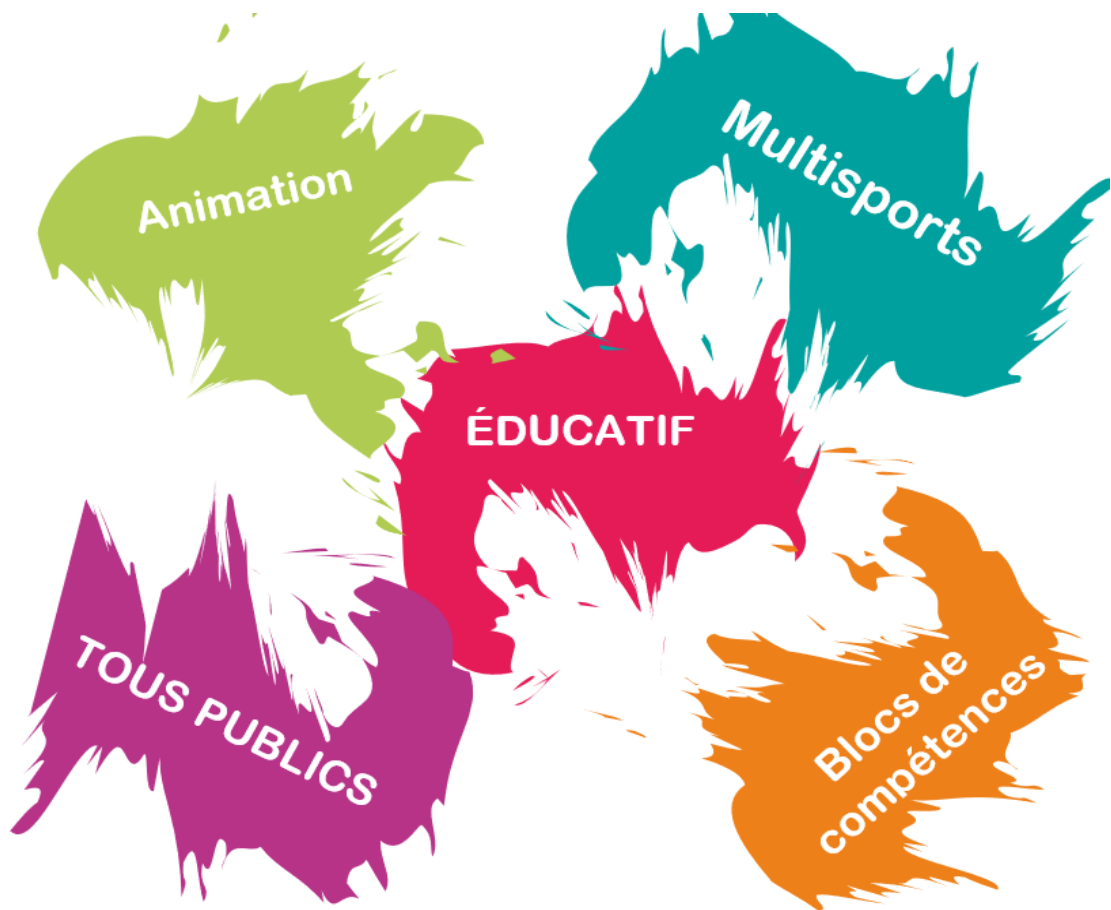 Animation
Multisports
ÉDUCATIF
TOUS PUBLICS
Blocs de
compétences